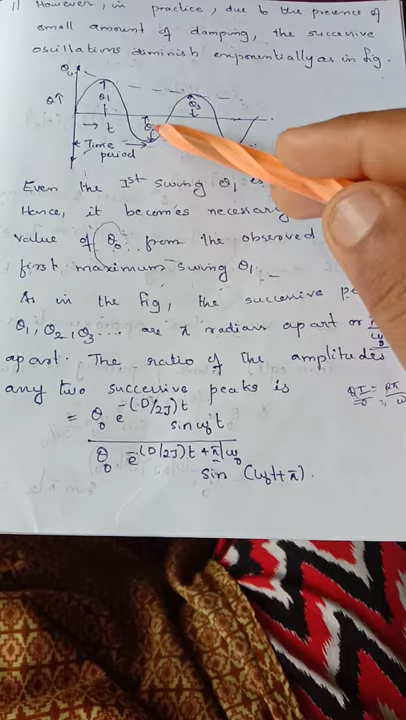 However, in practice, due to the presence of
small amount of damping, the successive
oscillations diminish exponentially as in fig.
θ₀
θ↑
θ₁
θ₃
→ t
θ₂
Time period
Even the Ist swing θ₁ is
Hence, it becomes necessary
value of θ₀ from the observed
first maximum swing θ₁.
As in the fig, the successive
θ₁, θ₂, θ₃ ... are π radians apart or
apart. The ratio of the amplitudes
any two successive peaks is
= θ₀ e^-(D/2J)t sin ω₀t
θ₀ e^-(D/2J)t + π/ω₀
sin (ω₀t+π).